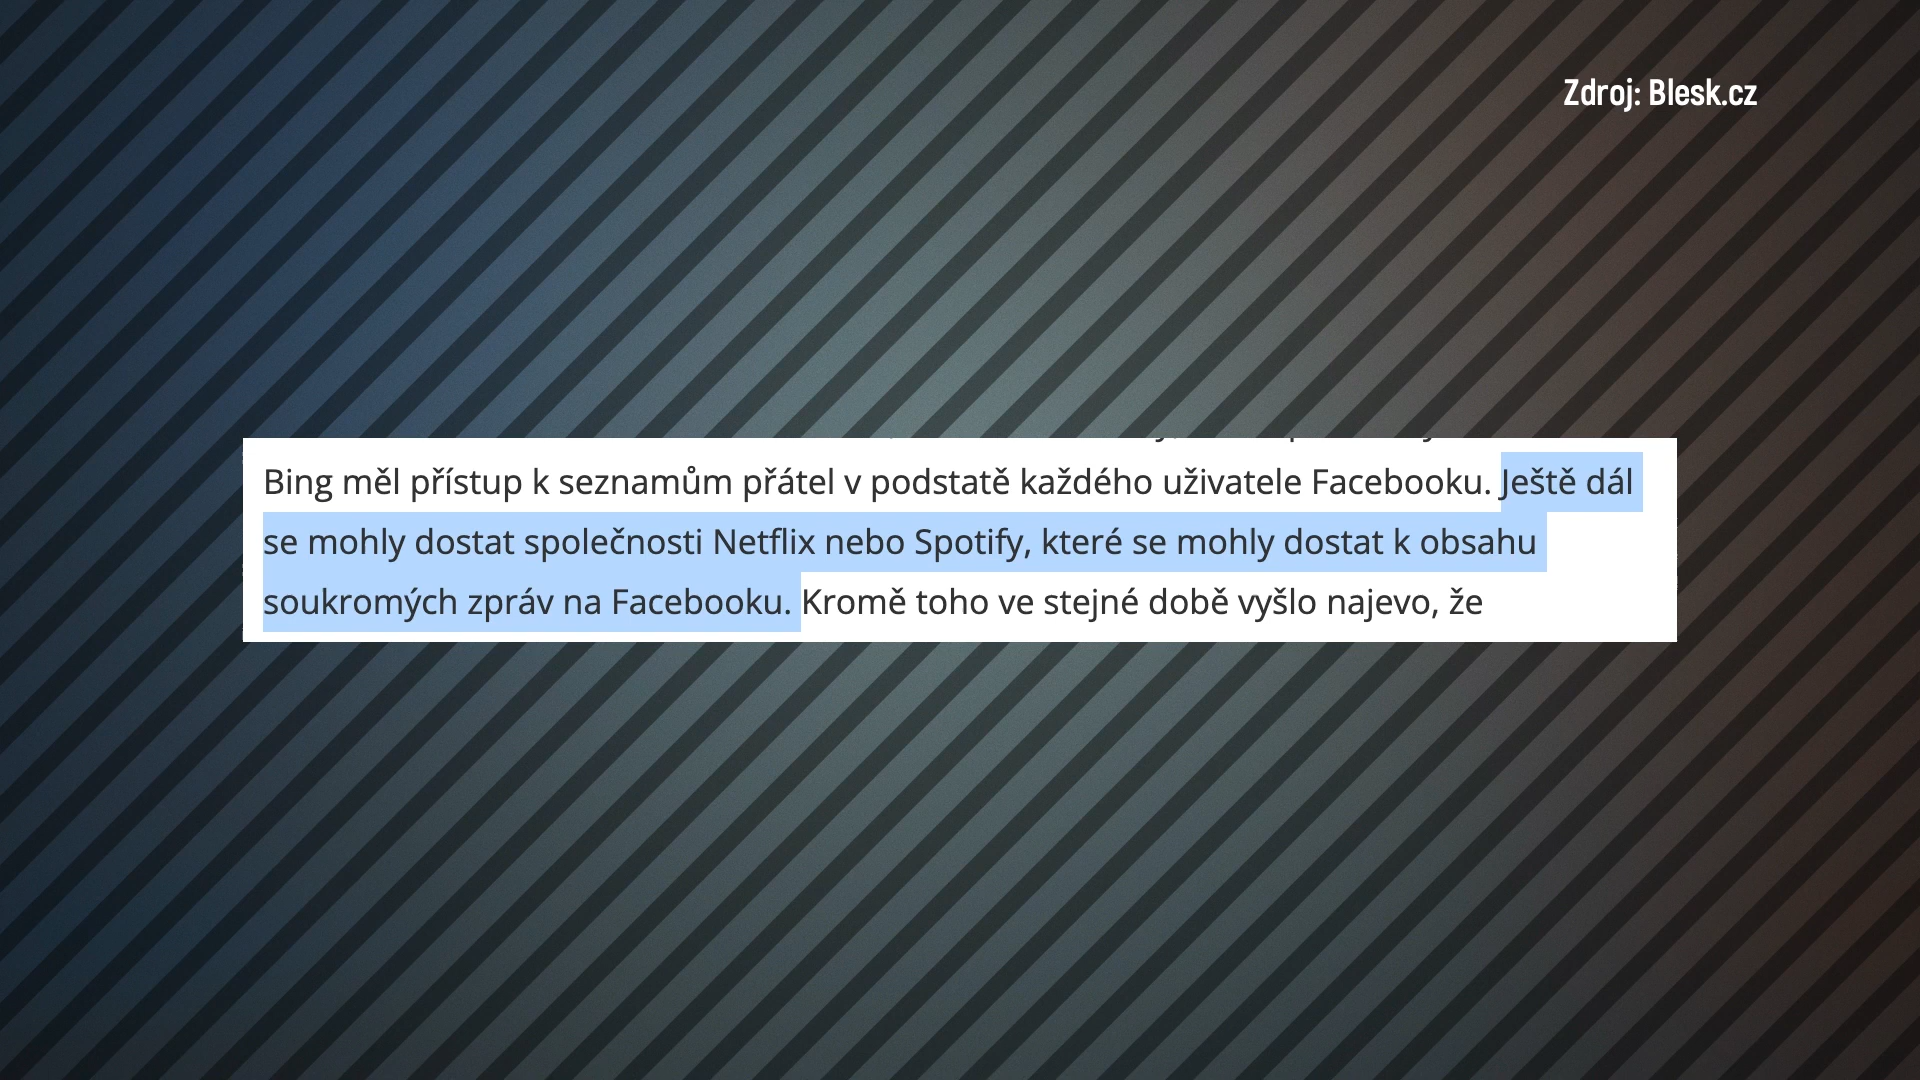 Zdroj: Blesk.cz
Bing měl přístup k seznamům přátel v podstatě každého uživatele Facebooku. Ještě dál
se mohly dostat společnosti Netflix nebo Spotify, které se mohly dostat k obsahu
soukromých zpráv na Facebooku. Kromě toho ve stejné době vyšlo najevo, že